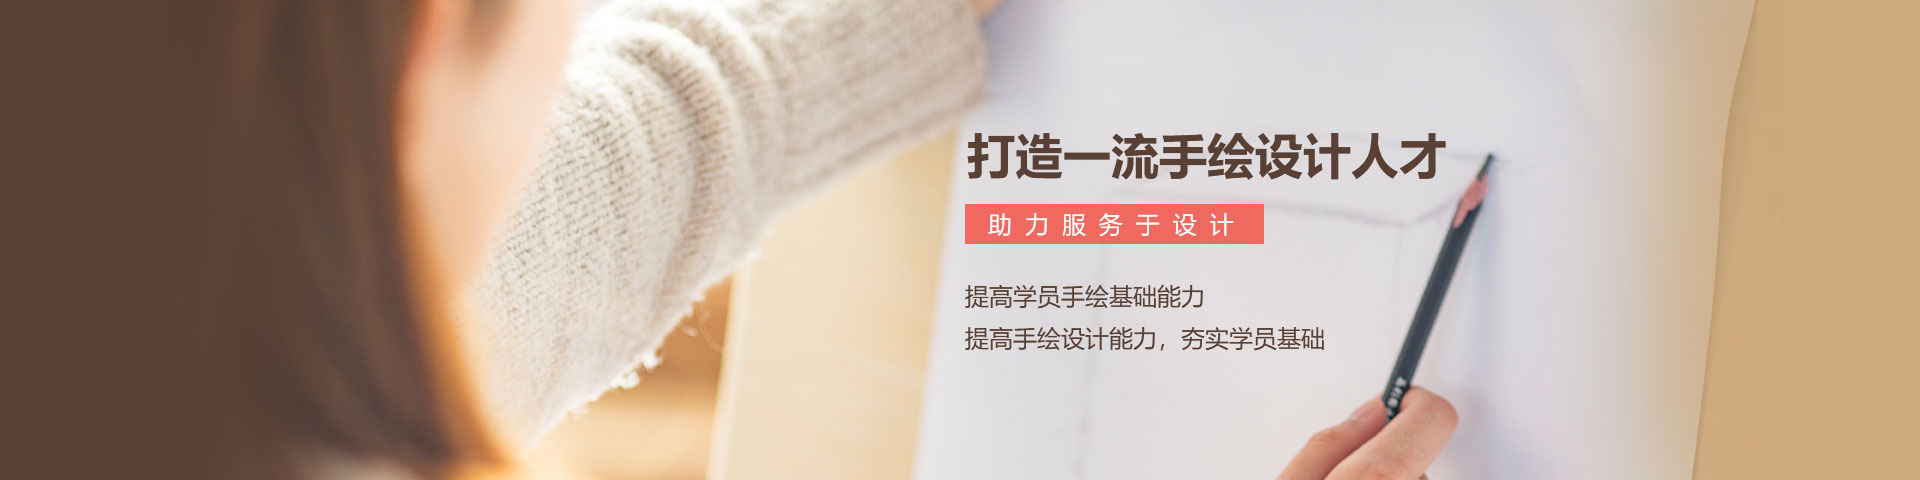 打造一流手绘设计人才
助力服务于设计
提高学员手绘基础能力
提高手绘设计能力，夯实学员基础